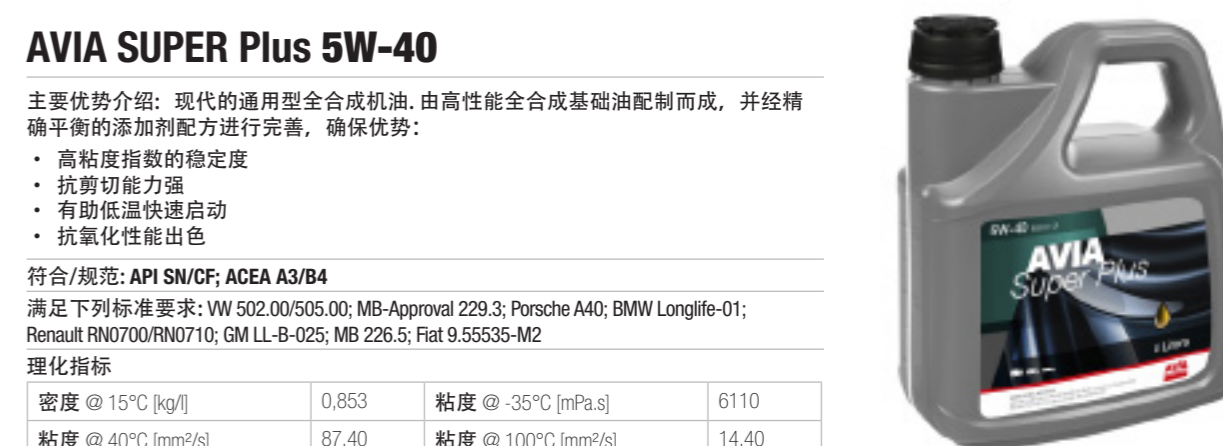 AVIA SUPER Plus 5W-40
主要优势介绍: 现代的通用型全合成机油. 由高性能全合成基础油配制而成, 并经精
确平衡的添加剂配方进行完善, 确保优势:
• 高粘度指数的稳定度
• 抗剪切能力强
• 有助低温快速启动
• 抗氧化性能出色
符合/规范: API SN/CF; ACEA A3/B4
满足下列标准要求: VW 502.00/505.00; MB-Approval 229.3; Porsche A40; BMW Longlife-01;
Renault RN0700/RN0710; GM LL-B-025; MB 226.5; Fiat 9.55535-M2
理化指标
密度 @ 15°C [kg/l] 0,853 粘度 @ -35°C [mPa.s] 6110
粘度 @ 40°C [mm²/s] 87,40 粘度 @ 100°C [mm²/s] 14,40
5W-40
AVIA
Super Plus
AVIA